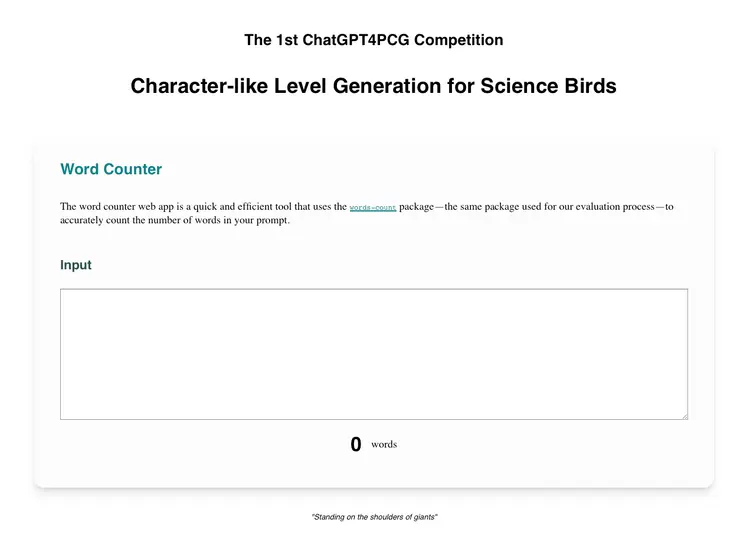 The 1st ChatGPT4PCG Competition
Character-like Level Generation for Science Birds
Word Counter
The word counter web app is a quick and efficient tool that uses the words-count package—the same package used for our evaluation process—to
accurately count the number of words in your prompt.
Input
0 words
"Standing on the shoulders of giants"